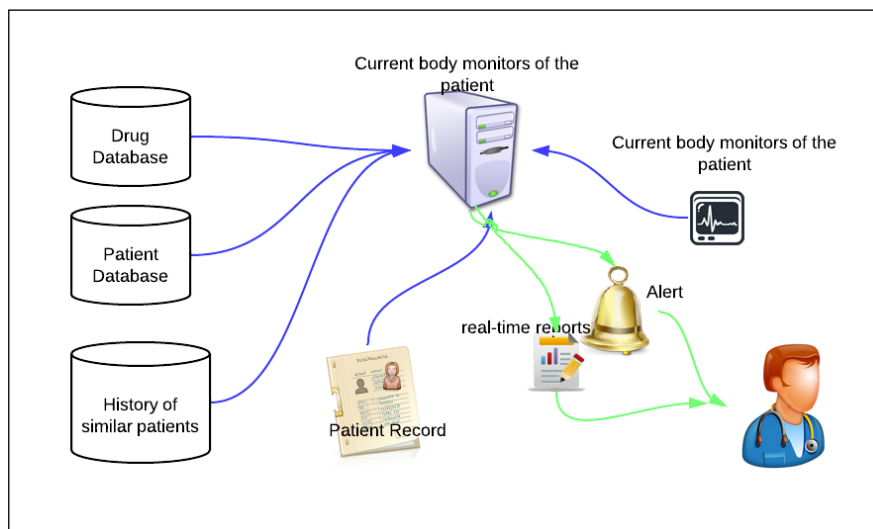 Current body monitors of the
patient
Drug
Database
Current body monitors of the
patient
Patient
Database
Alert
real-time reports
History of
similar patients
Patient Record